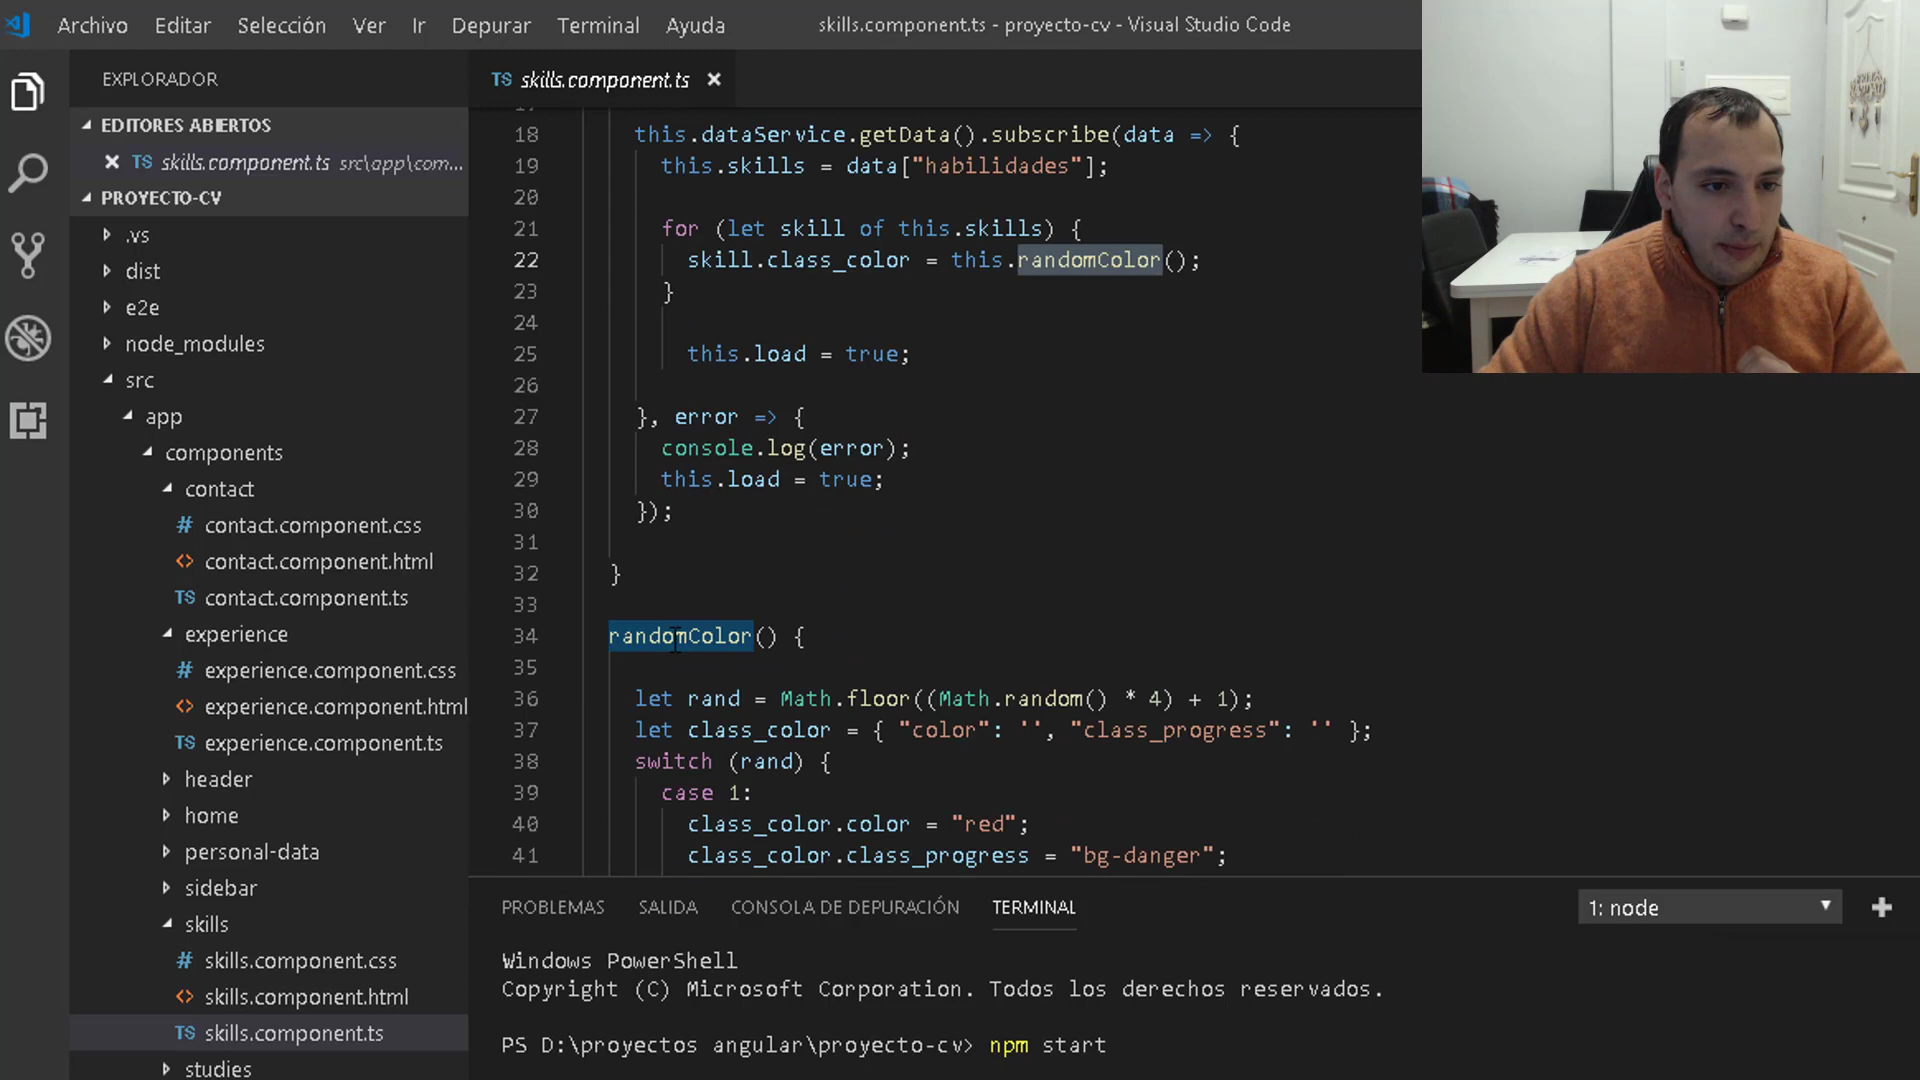 Archivo Editar Selección Ver Ir Depurar Terminal Ayuda skills.component.ts - proyecto-cv - Visual Studio Code
EXPLORADOR
EDITORES ABIERTOS
TS skills.component.ts src\app\com...
PROYECTO-CV
.vs
dist
e2e
node_modules
src
app
components
contact
# contact.component.css
<> contact.component.html
TS contact.component.ts
experience
# experience.component.css
<> experience.component.html
TS experience.component.ts
header
home
personal-data
sidebar
skills
# skills.component.css
<> skills.component.html
TS skills.component.ts
studies
TS skills.component.ts
18 this.dataService.getData().subscribe(data => {
19 this.skills = data["habilidades"];
20
21 for (let skill of this.skills) {
22 skill.class_color = this.randomColor();
23 }
24
25 this.load = true;
26
27 }, error => {
28 console.log(error);
29 this.load = true;
30 });
31
32 }
33
34 randomColor() {
35
36 let rand = Math.floor((Math.random() * 4) + 1);
37 let class_color = { "color": '', "class_progress": '' };
38 switch (rand) {
39 case 1:
40 class_color.color = "red";
41 class_color.class_progress = "bg-danger";
PROBLEMAS SALIDA CONSOLA DE DEPURACIÓN TERMINAL 1: node
Windows PowerShell
Copyright (C) Microsoft Corporation. Todos los derechos reservados.
PS D:\proyectos angular\proyecto-cv> npm start